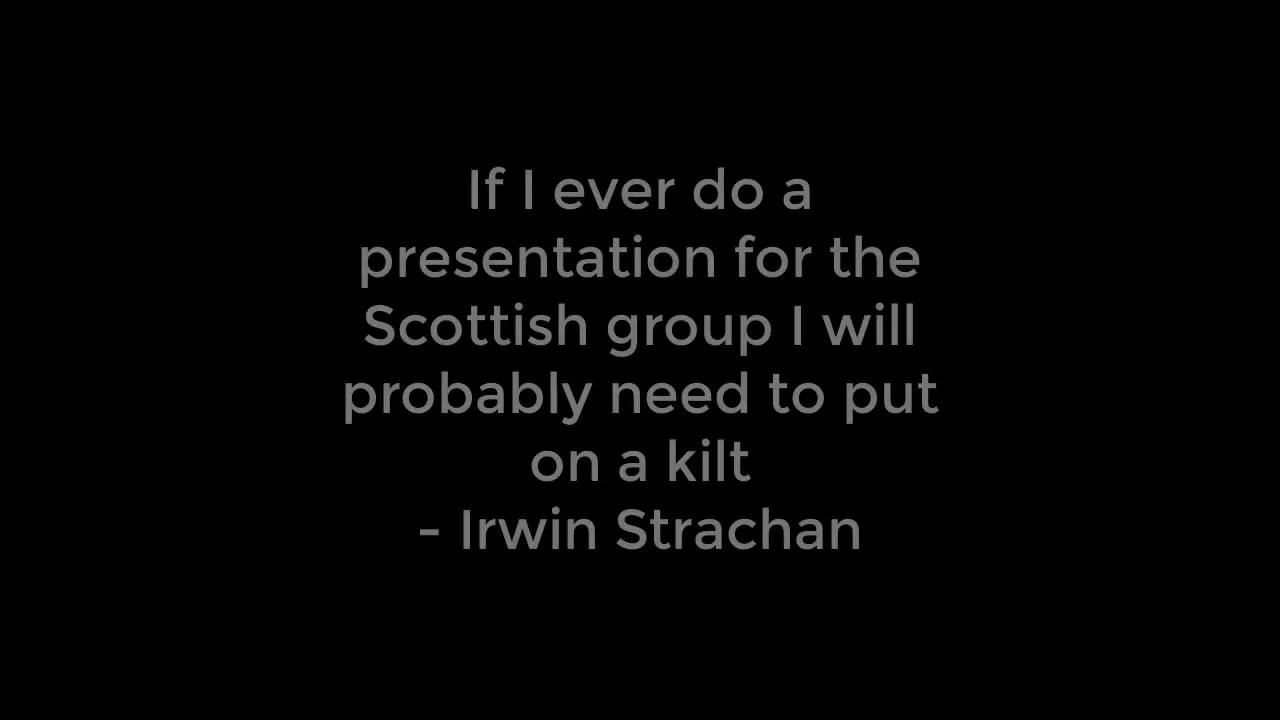 If I ever do a
presentation for the
Scottish group I will
probably need to put
on a kilt
- Irwin Strachan